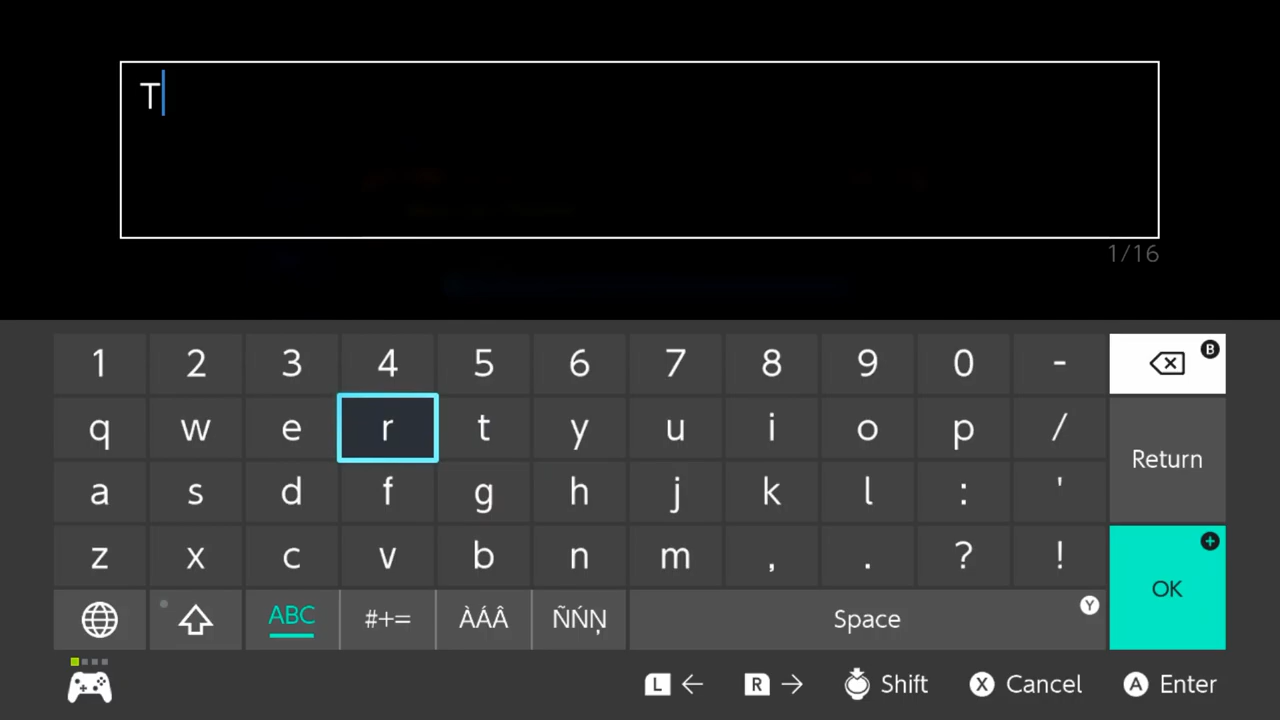 T
1/16
1 2 3 4 5 6 7 8 9 0 - B
q w e r t y u i o p / Return
a s d f g h j k l : '
z x c v b n m , . ? ! + OK
ABC #+= ÀÁÂ ÑŃŅ Space Y
L ← R → Shift X Cancel A Enter